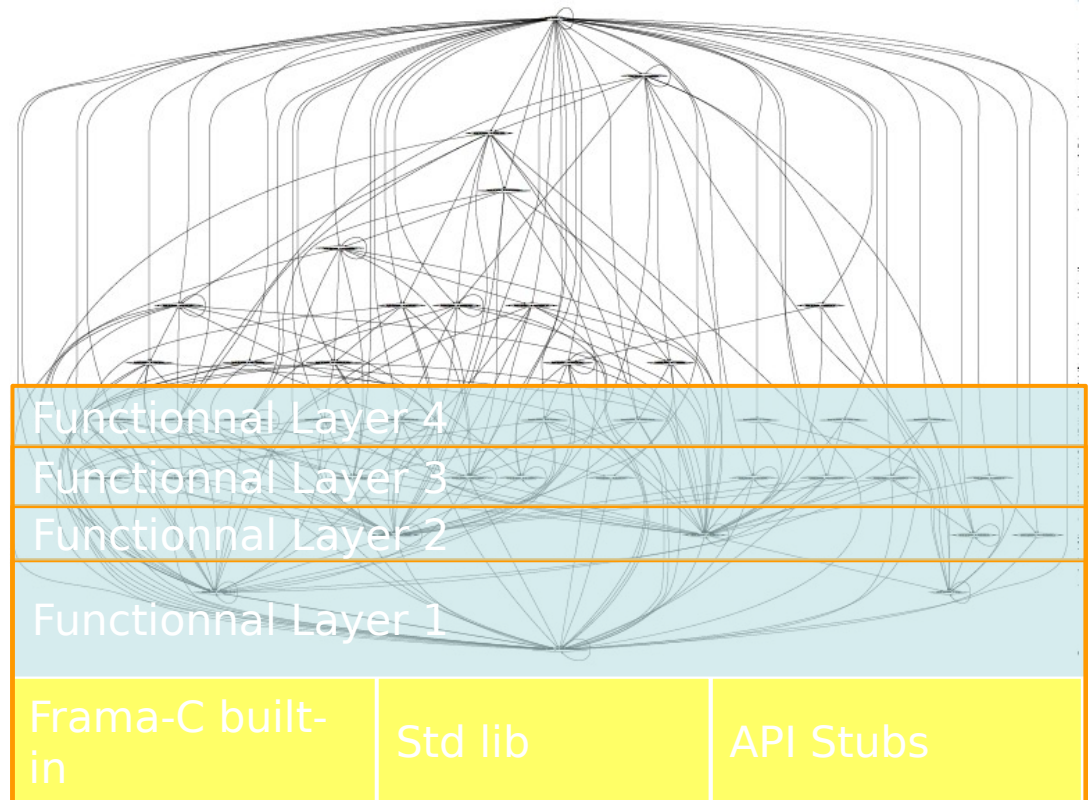 Functionnal Layer 4
Functionnal Layer 3
Functionnal Layer 2
Functionnal Layer 1
Frama-C built-
in
Std lib
API Stubs